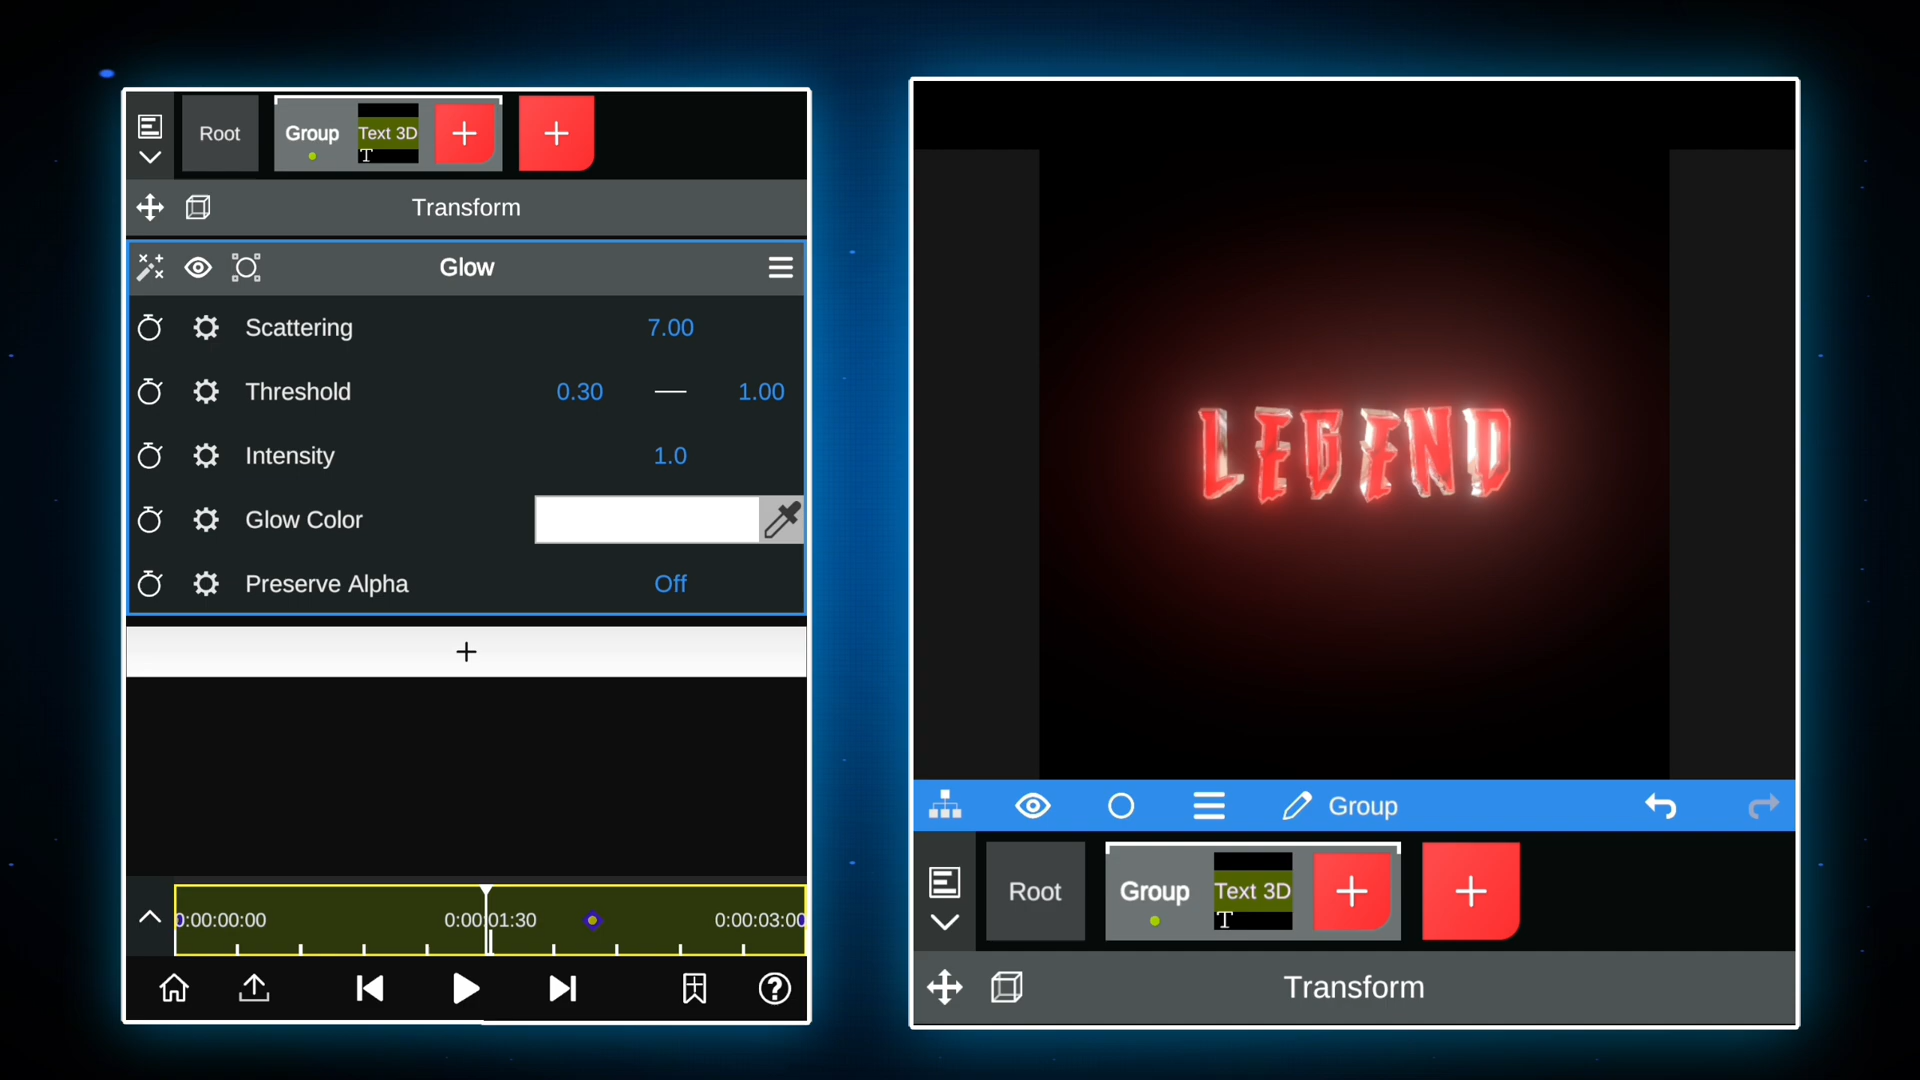 Root
Group
Text 3D
T
Transform
Glow
Scattering 7.00
Threshold 0.30 — 1.00
Intensity 1.0
Glow Color
Preserve Alpha Off
0:00:00:00 0:00:01:30 0:00:03:00
LEGEND
Group
Root
Group
Text 3D
T
Transform